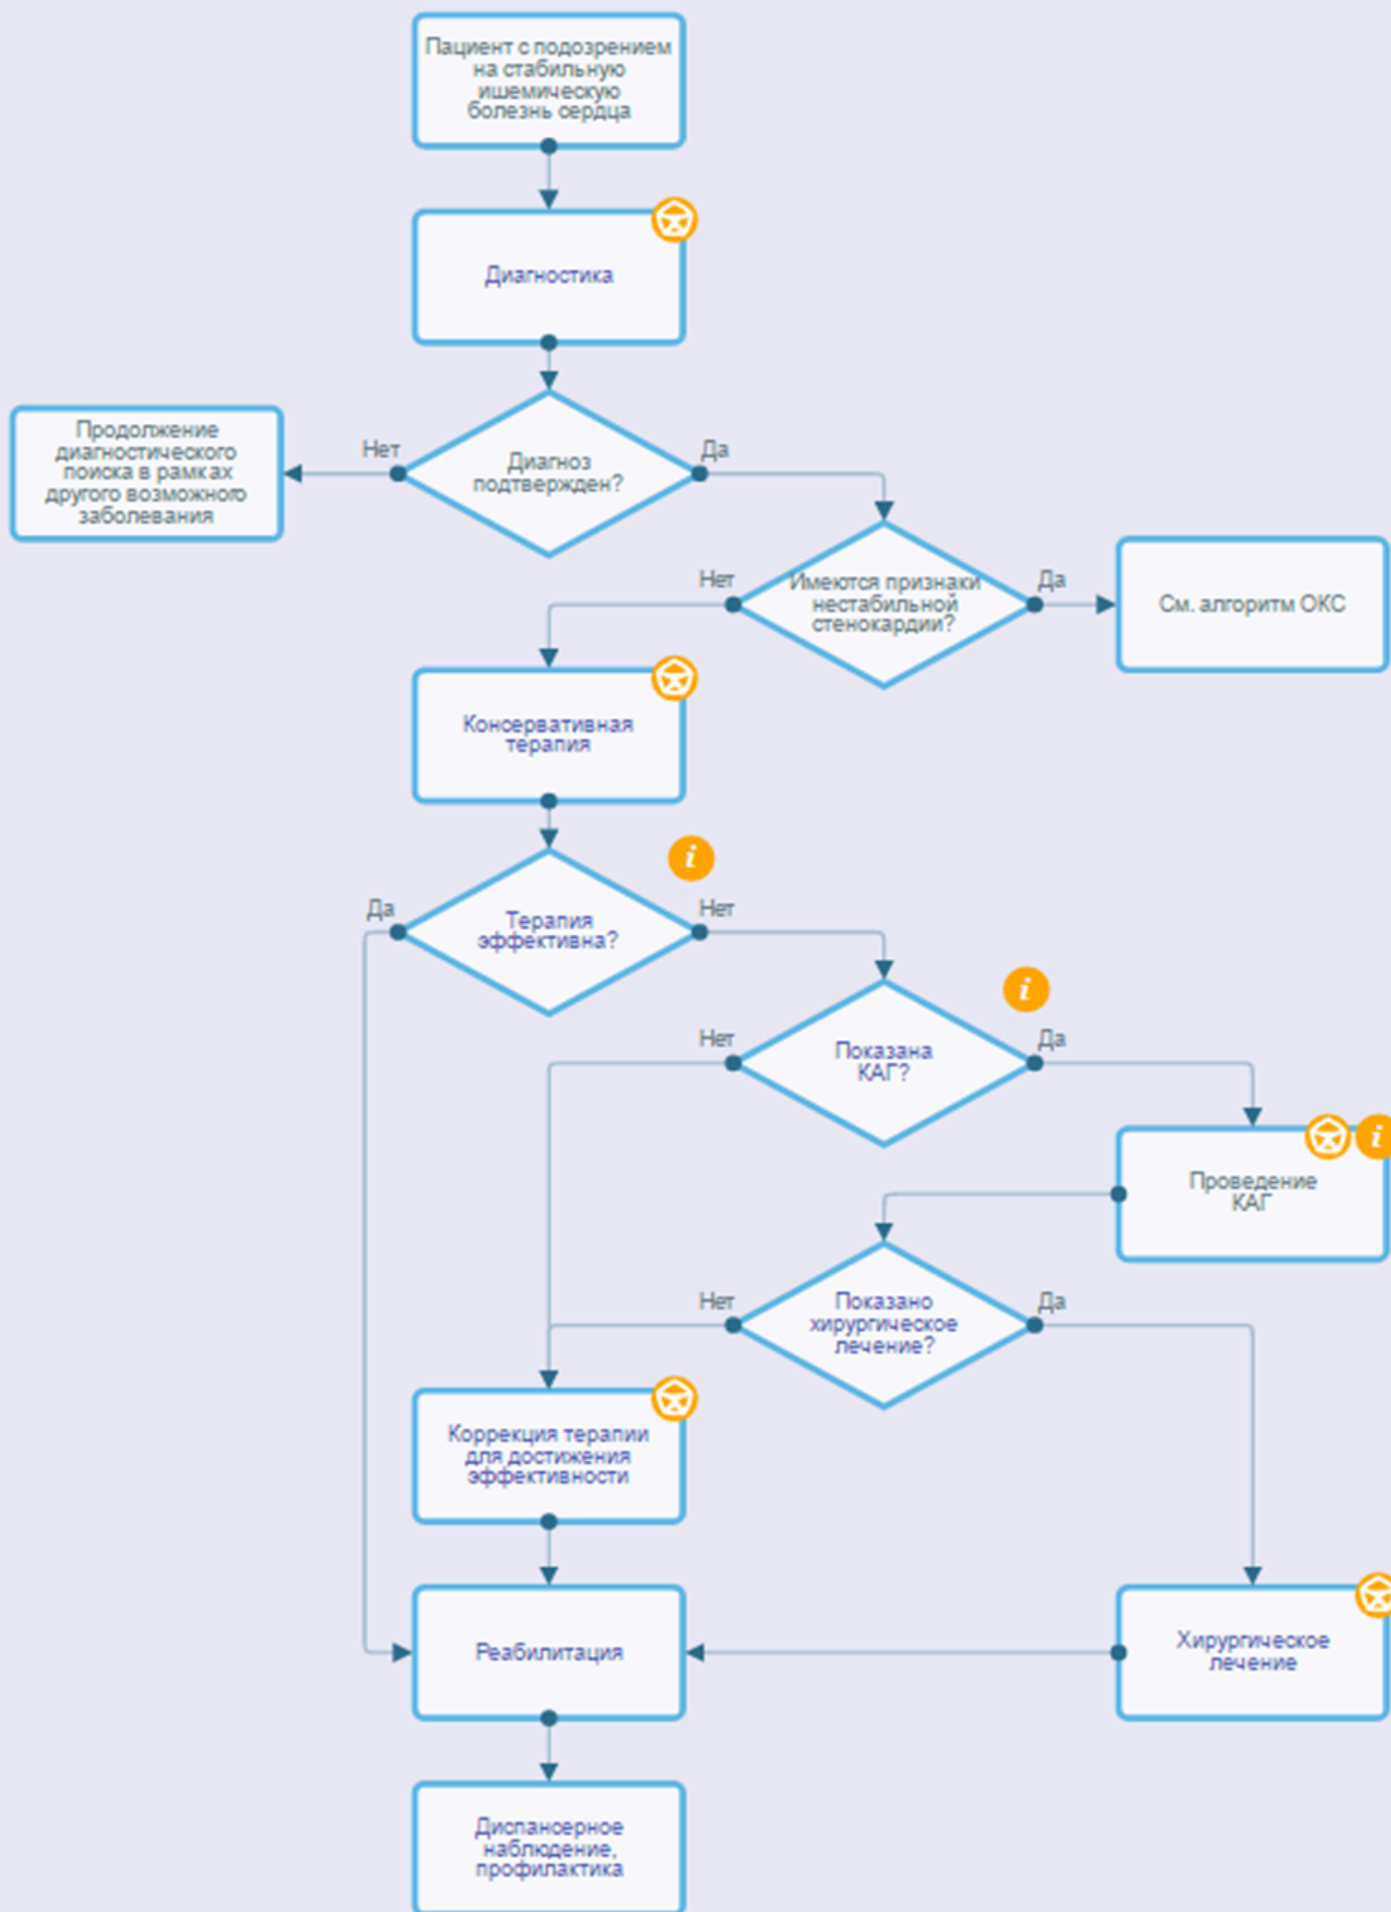 Пациент с подозрением
на стабильную
ишемическую
болезнь сердца
Диагностика
Продолжение
диагностического
поиска в рамках
другого возможного
заболевания
Нет
Диагноз
подтвержден?
Да
Нет
Имеются признаки
нестабильной
стенокардии?
Да
См. алгоритм ОКС
Консервативная
терапия
i
Да
Терапия
эффективна?
Нет
i
Нет
Показана
КАГ?
Да
i
Проведение
КАГ
Нет
Показано
хирургическое
лечение?
Да
Коррекция терапии
для достижения
эффективности
Реабилитация
Хирургическое
лечение
Диспансерное
наблюдение,
профилактика